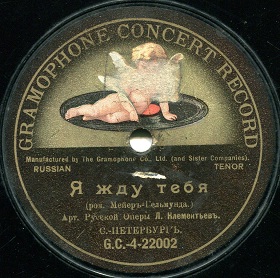 GRAMOPHONE CONCERT RECORD
Manufactured by The Gramophone Co., Ltd. (and Sister Companies).
RUSSIAN TENOR
Я жду тебя
(ром. Мейеръ-Гельмунда.)
Арт. Русской Оперы Л. Клементьевъ.
С.-ПЕТЕРБУРГЪ.
G.C.-4-22002